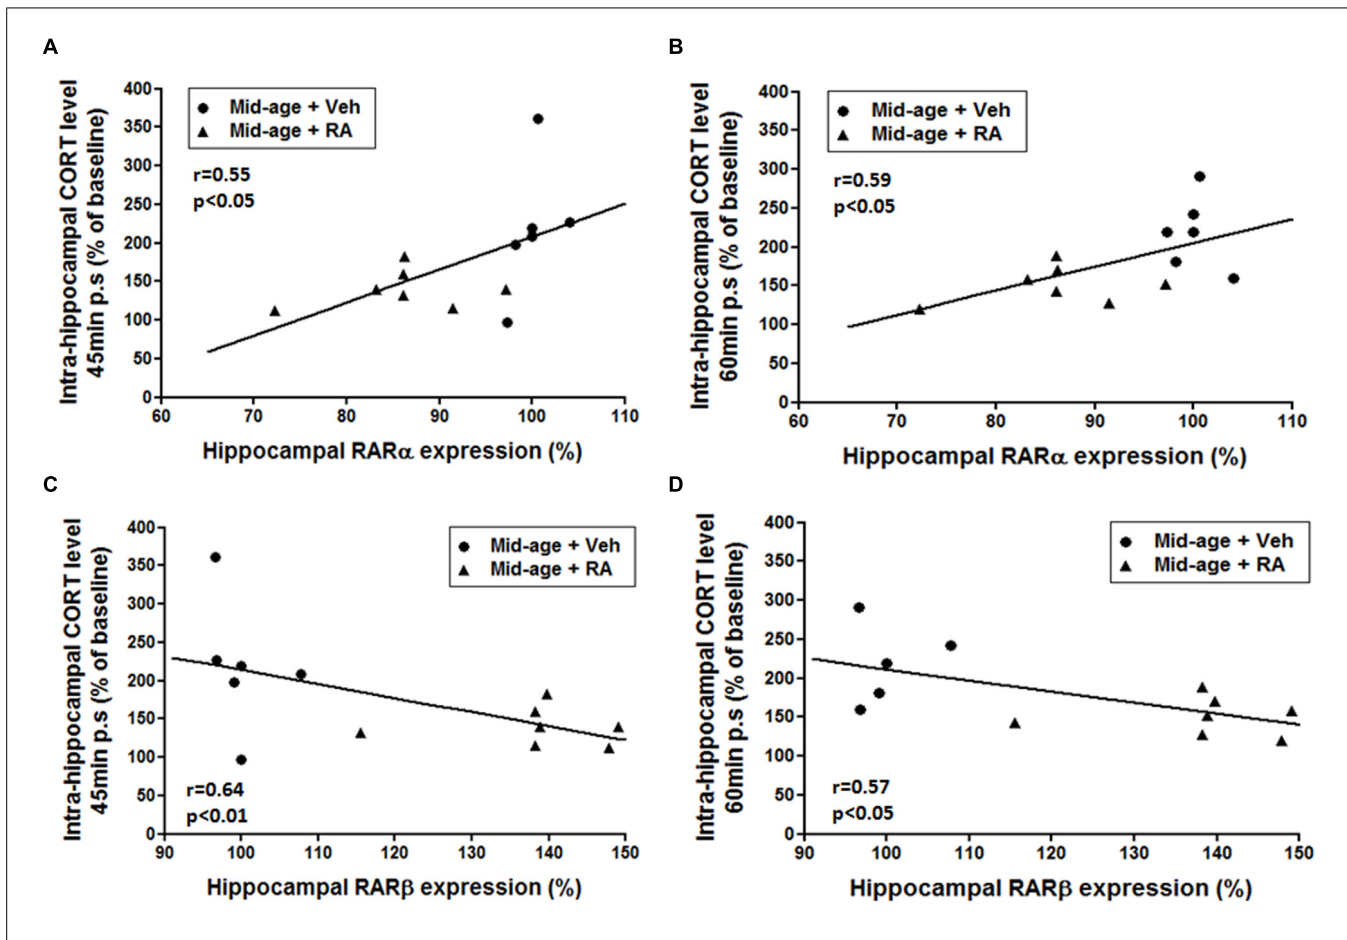 A
Intra-hippocampal CORT level
45min p.s (% of baseline)
400
350
300
250
200
150
100
50
0
Mid-age + Veh
Mid-age + RA
r=0.55
p<0.05
60 70 80 90 100 110
Hippocampal RARα expression (%)
B
Intra-hippocampal CORT level
60min p.s (% of baseline)
400
350
300
250
200
150
100
50
0
Mid-age + Veh
Mid-age + RA
r=0.59
p<0.05
60 70 80 90 100 110
Hippocampal RARα expression (%)
C
Intra-hippocampal CORT level
45min p.s (% of baseline)
400
350
300
250
200
150
100
50
0
Mid-age + Veh
Mid-age + RA
r=0.64
p<0.01
90 100 110 120 130 140 150
Hippocampal RARβ expression (%)
D
Intra-hippocampal CORT level
60min p.s (% of baseline)
400
350
300
250
200
150
100
50
0
Mid-age + Veh
Mid-age + RA
r=0.57
p<0.05
90 100 110 120 130 140 150
Hippocampal RARβ expression (%)